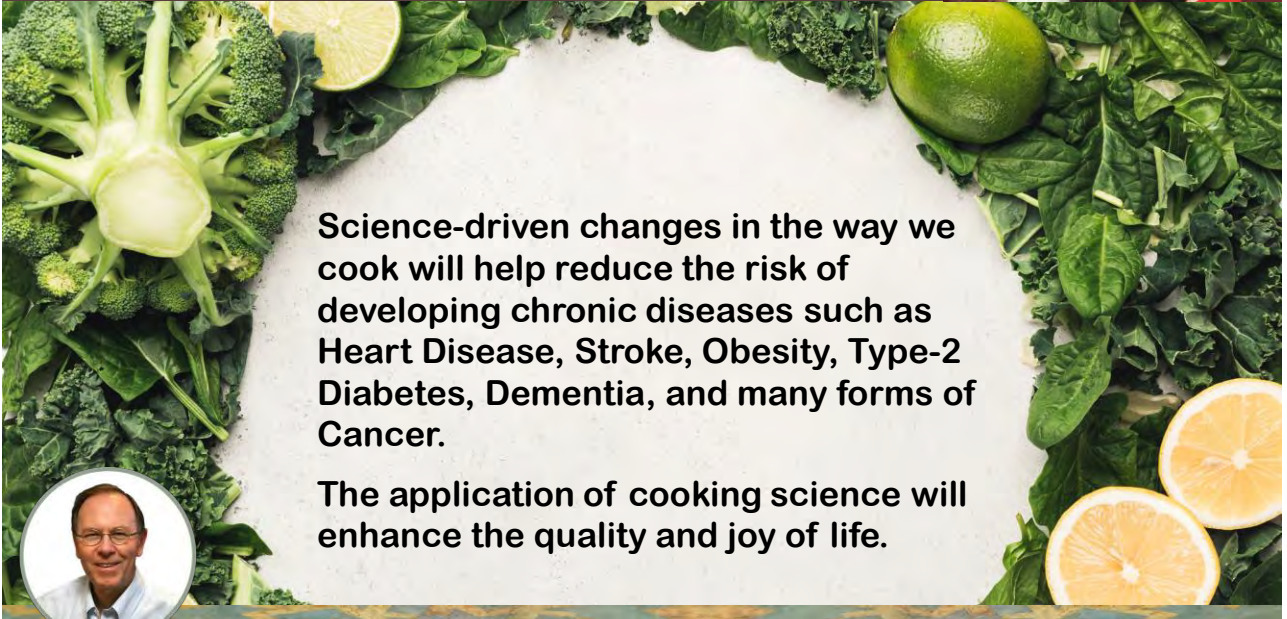 Science-driven changes in the way we
cook will help reduce the risk of
developing chronic diseases such as
Heart Disease, Stroke, Obesity, Type-2
Diabetes, Dementia, and many forms of
Cancer.
The application of cooking science will
enhance the quality and joy of life.